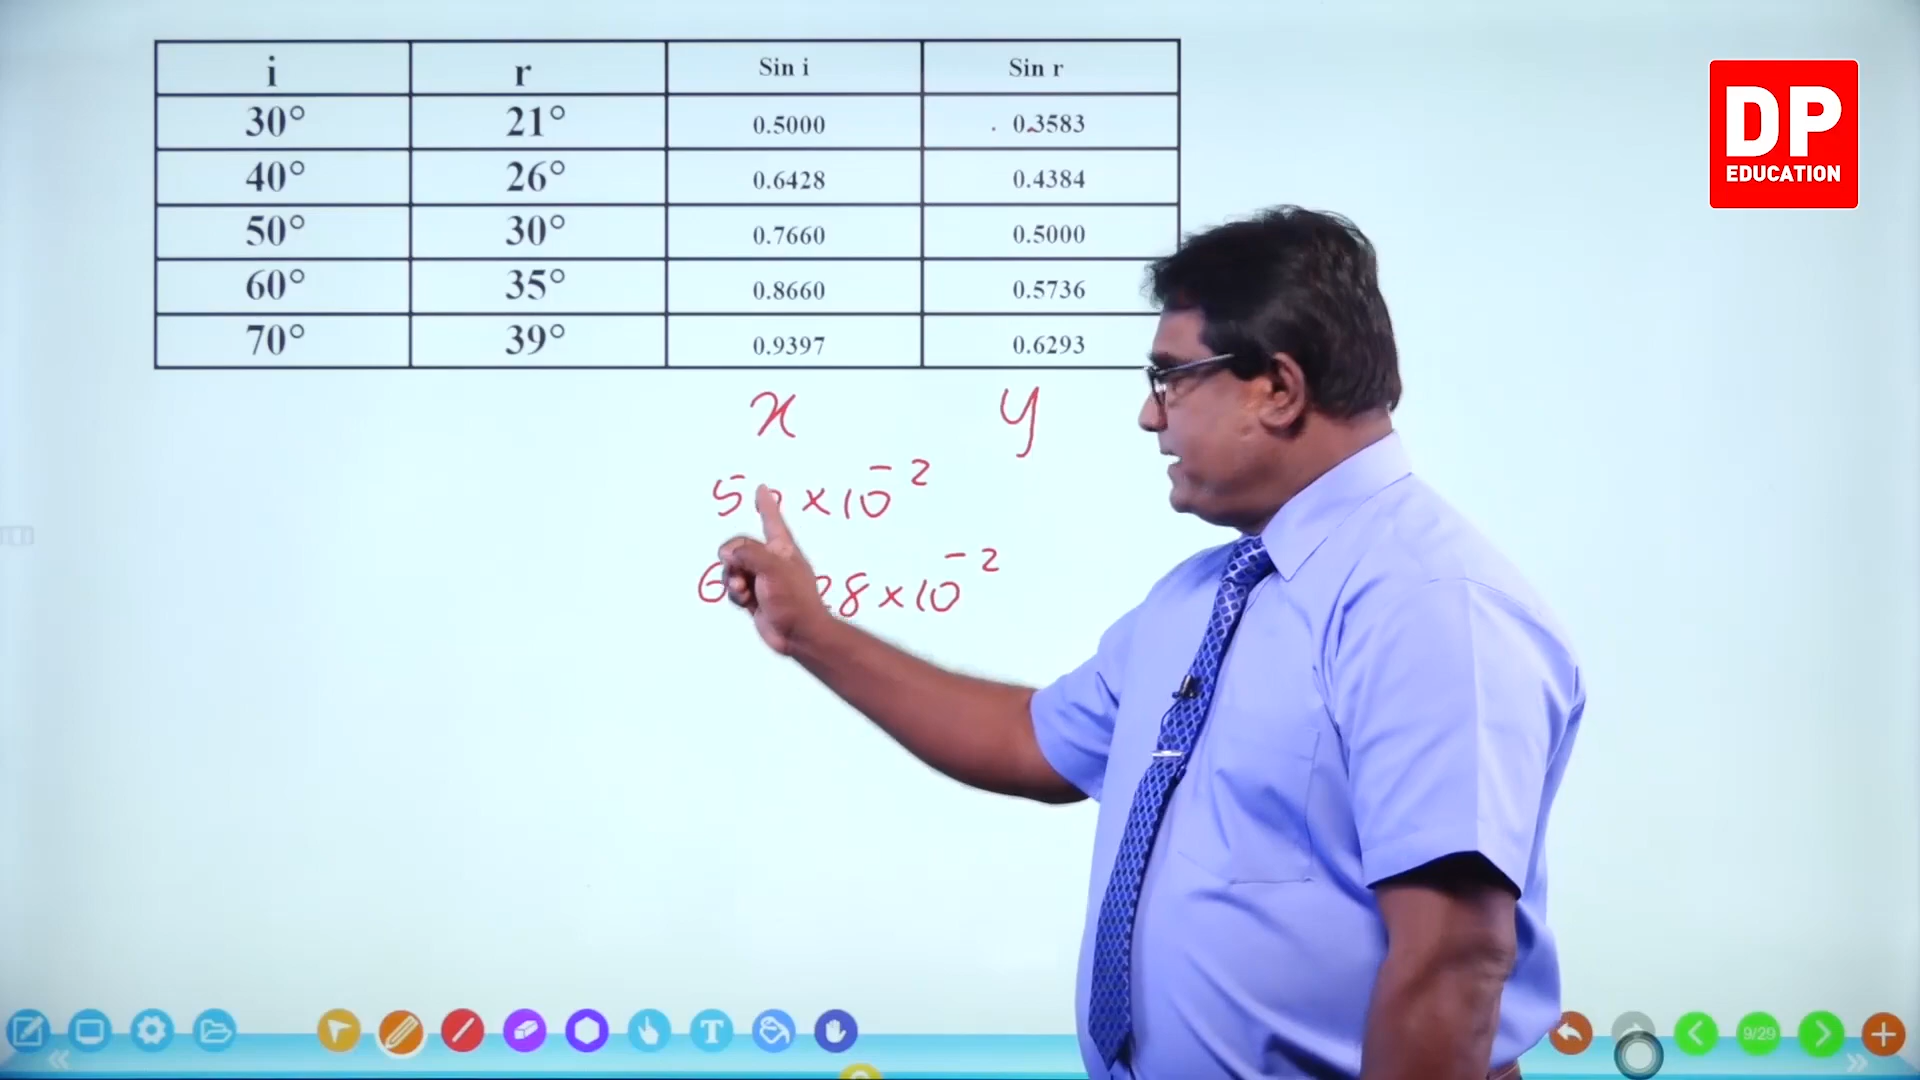 i r Sin i Sin r
30° 21° 0.5000 0.3583
40° 26° 0.6428 0.4384
50° 30° 0.7660 0.5000
60° 35° 0.8660 0.5736
70° 39° 0.9397 0.6293
x y
× 10⁻²
× 10⁻²
DP
EDUCATION
T
9/29